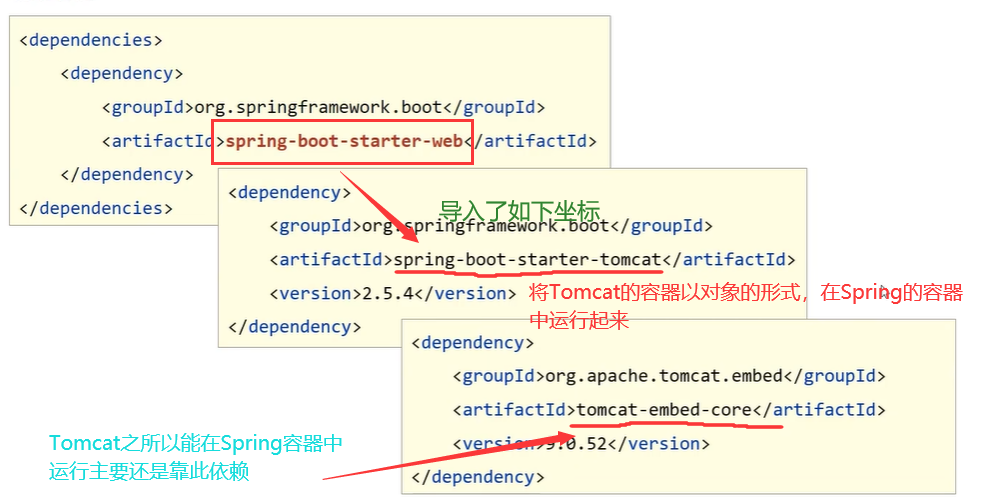 <dependencies>
<dependency>
<groupId>org.springframework.boot</groupId>
<artifactId>spring-boot-starter-web</artifactId>
</dependency>
</dependencies>
<dependency>
导入了如下坐标
<groupId>org.springframework.boot</groupId>
<artifactId>spring-boot-starter-tomcat</artifactId>
<version>2.5.4</version>
将Tomcat的容器以对象的形式，在Spring的容器
中运行起来
</dependency>
<dependency>
<groupId>org.apache.tomcat.embed</groupId>
<artifactId>tomcat-embed-core</artifactId>
<version>9.0.52</version>
</dependency>
Tomcat之所以能在Spring容器中
运行主要还是靠此依赖